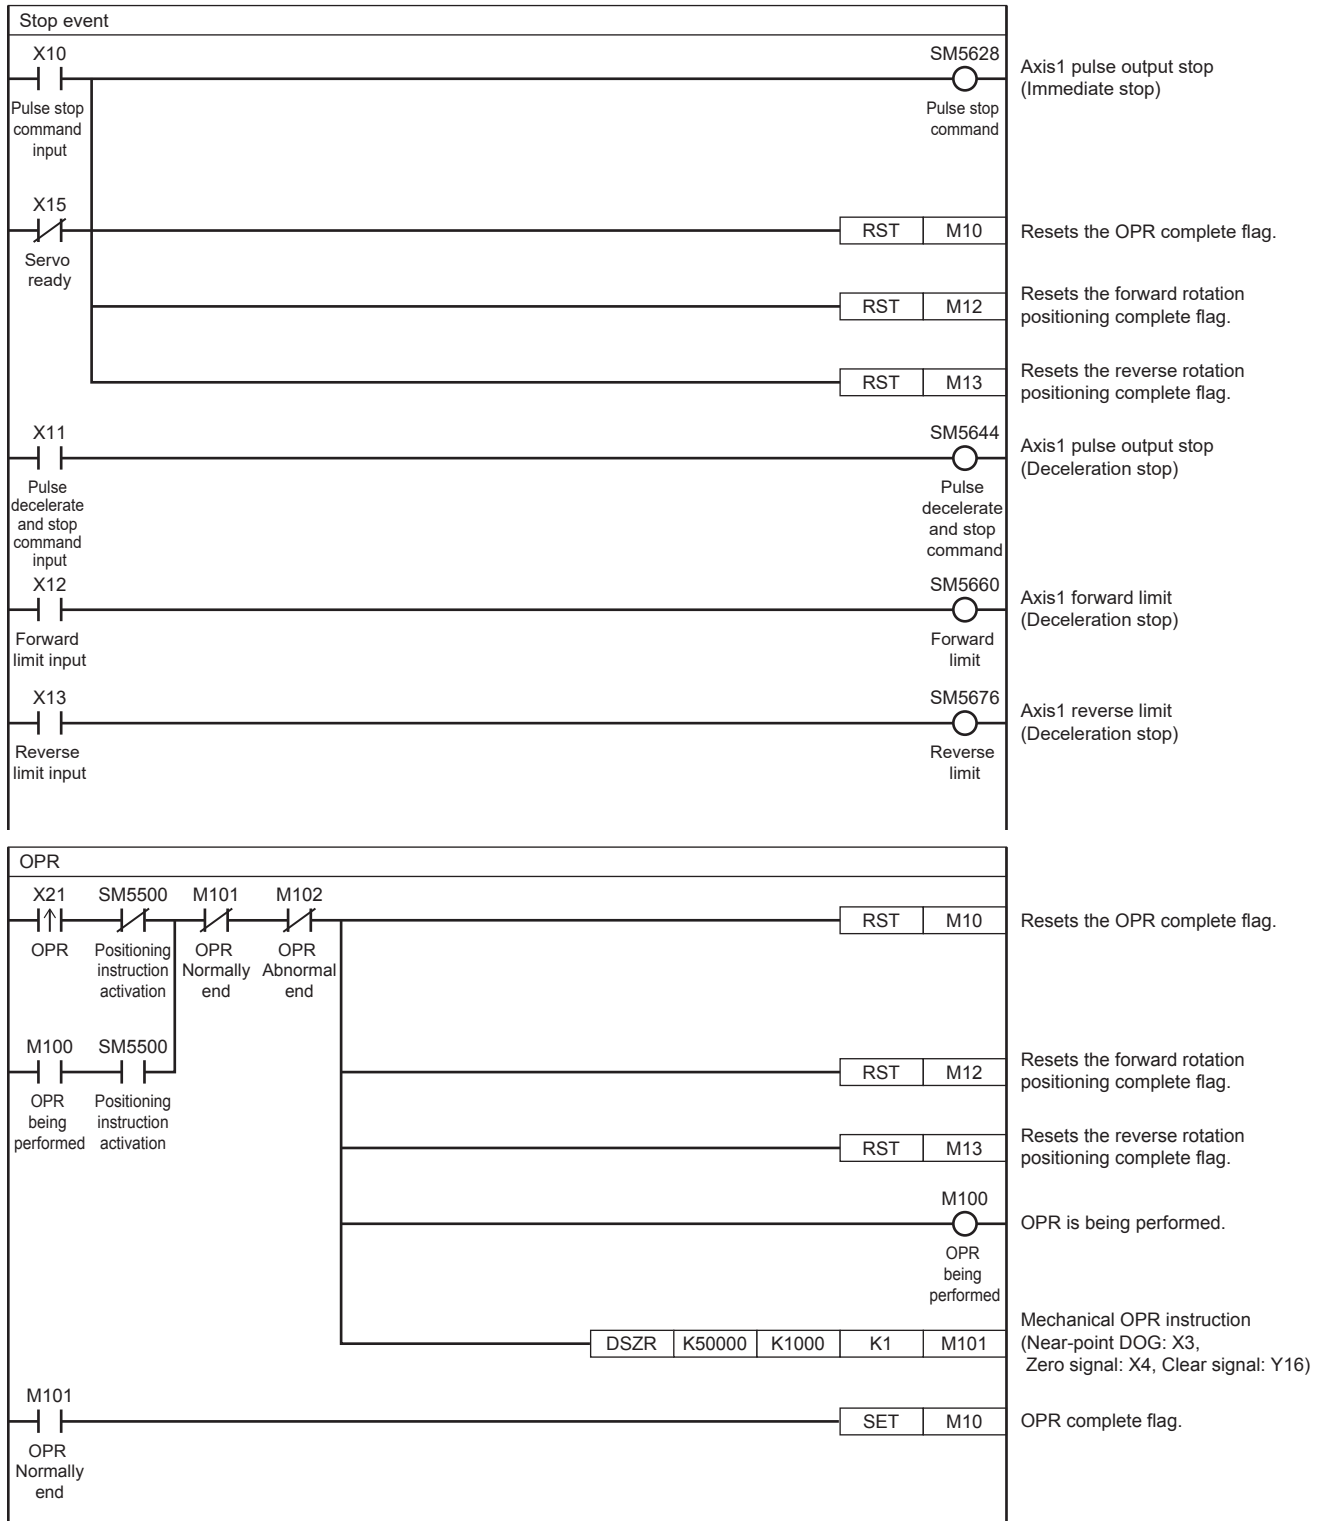 Stop event
X10
SM5628
Pulse stop
command
input
Pulse stop
command
Axis1 pulse output stop
(Immediate stop)
X15
Servo
ready
RST M10
Resets the OPR complete flag.
RST M12
Resets the forward rotation
positioning complete flag.
RST M13
Resets the reverse rotation
positioning complete flag.
X11
SM5644
Pulse
decelerate
and stop
command
input
Pulse
decelerate
and stop
command
Axis1 pulse output stop
(Deceleration stop)
X12
SM5660
Forward
limit input
Forward
limit
Axis1 forward limit
(Deceleration stop)
X13
SM5676
Reverse
limit input
Reverse
limit
Axis1 reverse limit
(Deceleration stop)
OPR
X21 SM5500 M101 M102
OPR
Positioning
instruction
activation
OPR
Normally
end
OPR
Abnormal
end
RST M10
Resets the OPR complete flag.
M100 SM5500
OPR
being
performed
Positioning
instruction
activation
RST M12
Resets the forward rotation
positioning complete flag.
RST M13
Resets the reverse rotation
positioning complete flag.
M100
OPR
being
performed
OPR is being performed.
DSZR K50000 K1000 K1 M101
Mechanical OPR instruction
(Near-point DOG: X3,
Zero signal: X4, Clear signal: Y16)
M101
OPR
Normally
end
SET M10
OPR complete flag.